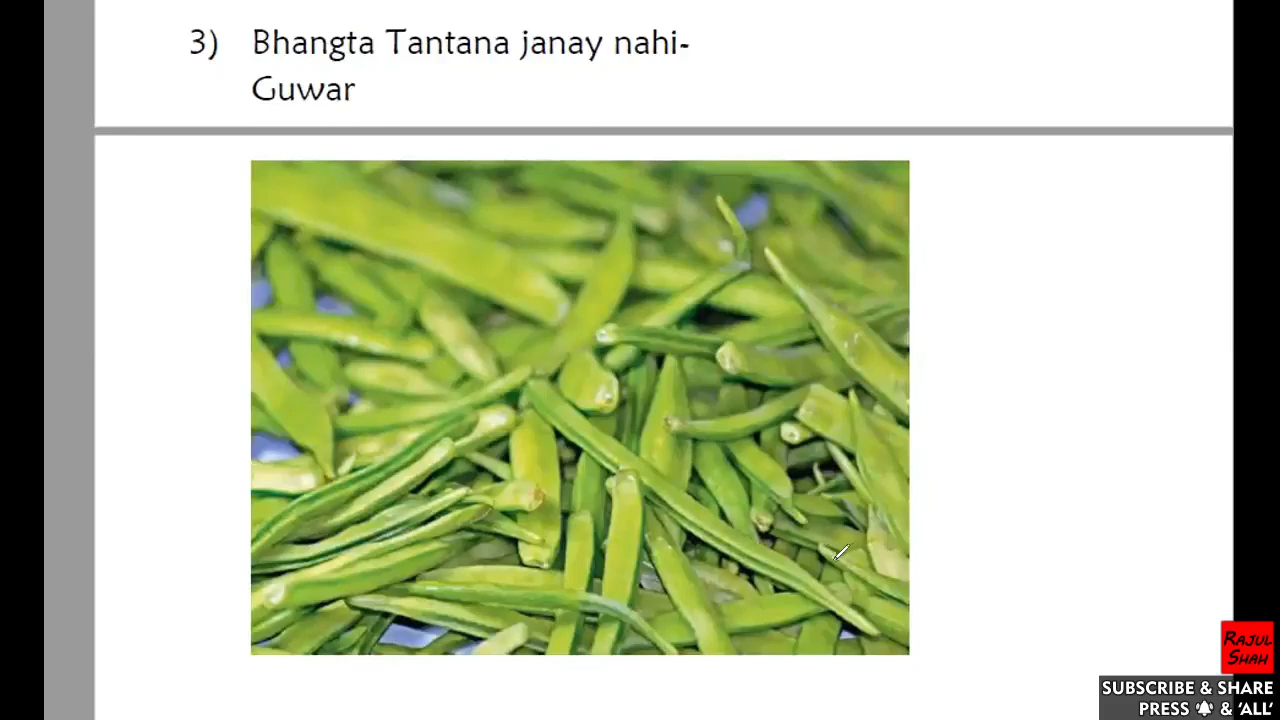 3) Bhangta Tantana janay nahi-
Guwar
RAJUL
SHAH
SUBSCRIBE & SHARE
PRESS 🔔 & 'ALL'